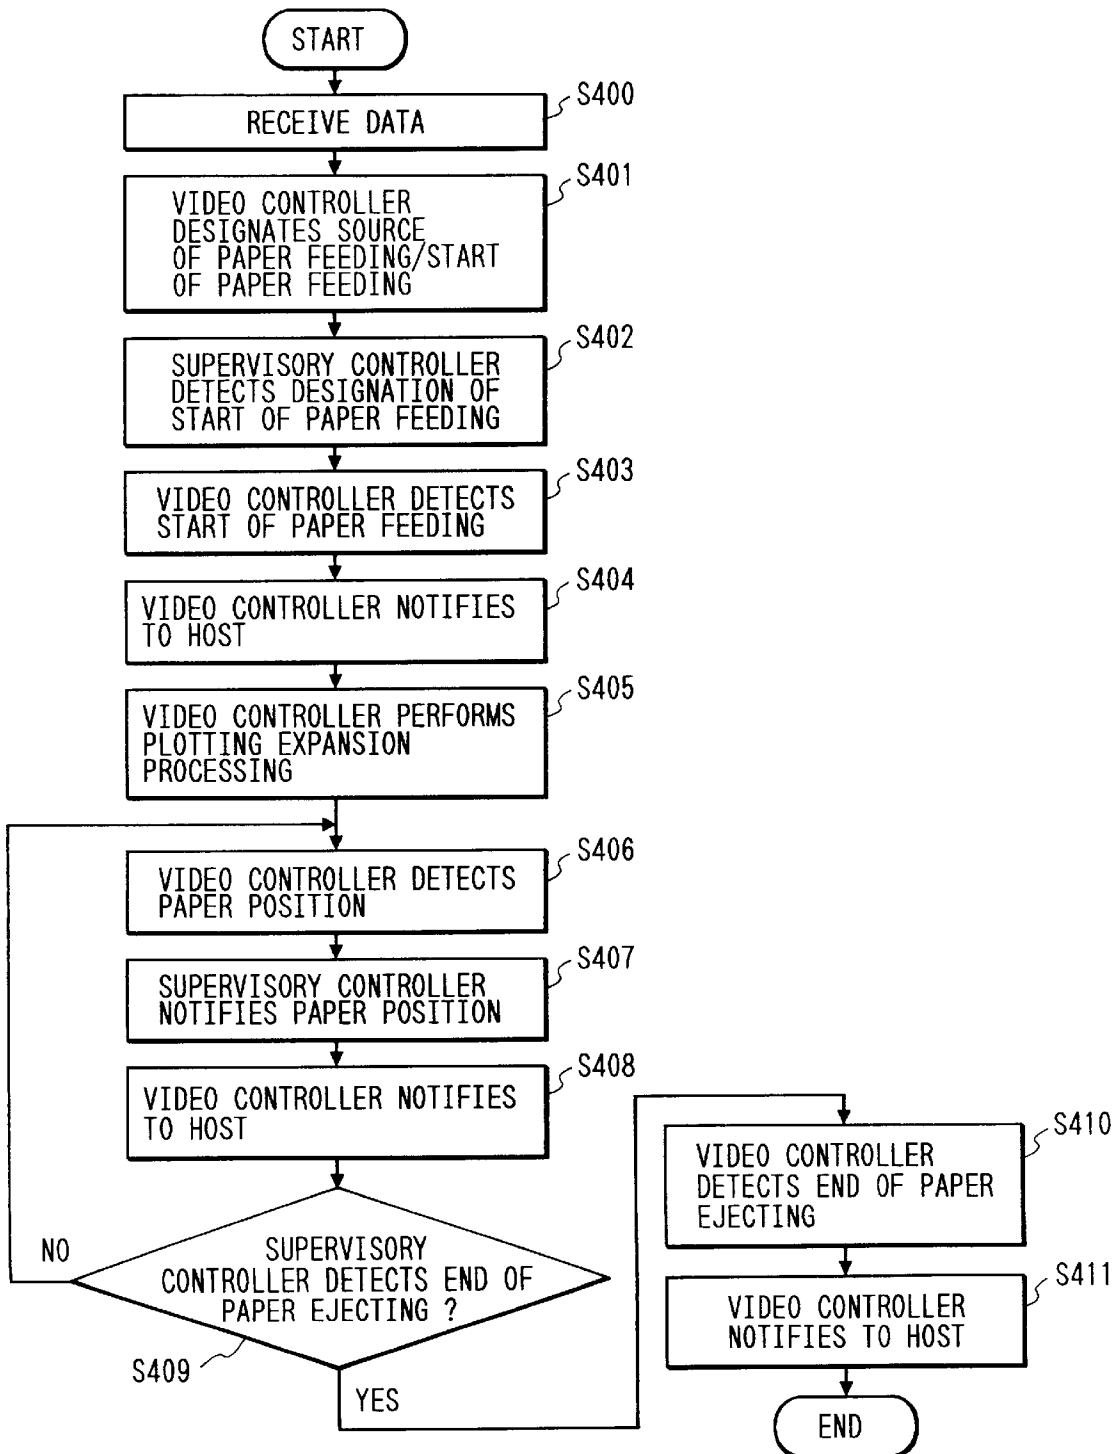 START
S400
RECEIVE DATA
S401
VIDEO CONTROLLER
DESIGNATES SOURCE
OF PAPER FEEDING/START
OF PAPER FEEDING
S402
SUPERVISORY CONTROLLER
DETECTS DESIGNATION OF
START OF PAPER FEEDING
S403
VIDEO CONTROLLER DETECTS
START OF PAPER FEEDING
S404
VIDEO CONTROLLER NOTIFIES
TO HOST
S405
VIDEO CONTROLLER PERFORMS
PLOTTING EXPANSION
PROCESSING
S406
VIDEO CONTROLLER DETECTS
PAPER POSITION
S407
SUPERVISORY CONTROLLER
NOTIFIES PAPER POSITION
S408
VIDEO CONTROLLER NOTIFIES
TO HOST
NO
SUPERVISORY
CONTROLLER DETECTS END OF
PAPER EJECTING ?
S409
YES
S410
VIDEO CONTROLLER
DETECTS END OF PAPER
EJECTING
S411
VIDEO CONTROLLER
NOTIFIES TO HOST
END